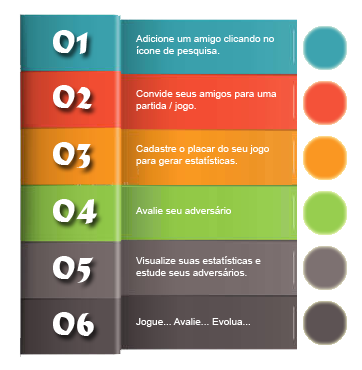 01
Adicione um amigo clicando no
ícone de pesquisa.
02
Convide seus amigos para uma
partida / jogo.
03
Cadastre o placar do seu jogo
para gerar estatísticas.
04
Avalie seu adversário
05
Visualize suas estatísticas e
estude seus adversários.
06
Jogue... Avalie... Evolua...